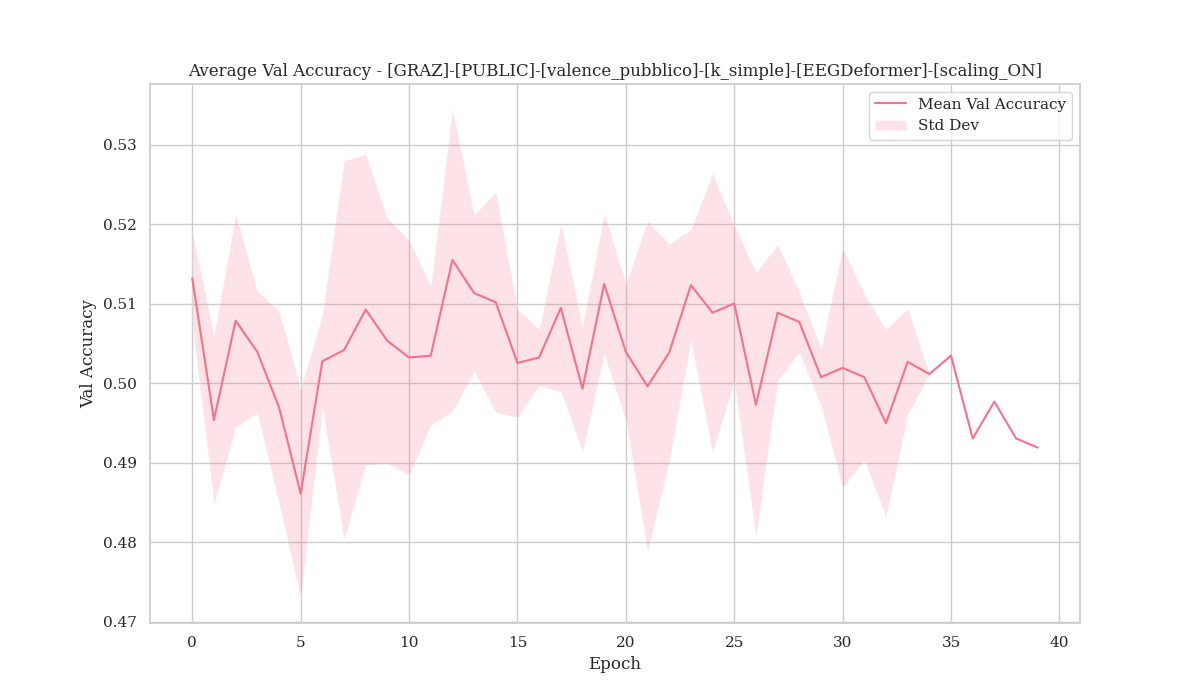 Average Val Accuracy - [GRAZ]-[PUBLIC]-[valence_pubblico]-[k_simple]-[EEGDeformer]-[scaling_ON]
Mean Val Accuracy
Std Dev
0.53
0.52
0.51
0.50
0.49
0.48
0.47
Val Accuracy
0 5 10 15 20 25 30 35 40
Epoch